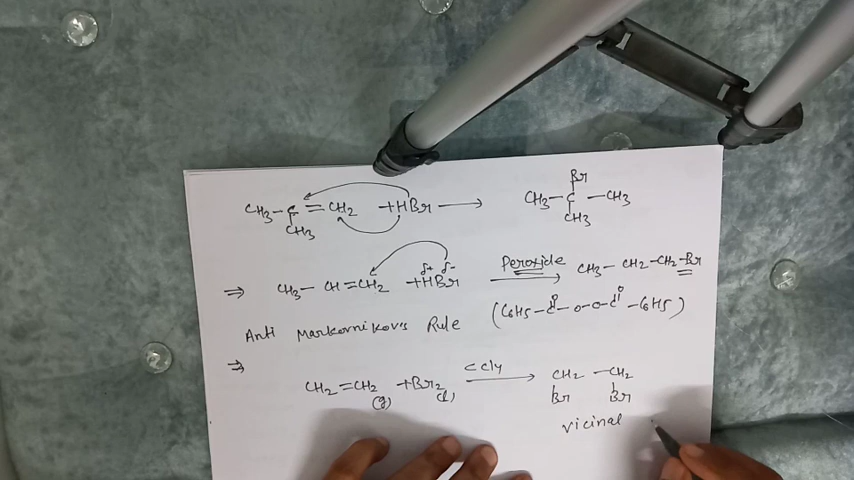 Br
CH3-C=CH2 +HBr ⟶ CH3-C-CH3
CH3 CH3
⇒ CH3-CH=CH2 +HBr Peroxide ⟶ CH3-CH2-CH2-Br
δ+ δ-
Anti Markornikov's Rule (C6H5-C-O-O-C-C6H5)
O O
⇒
CH2=CH2 +Br2 CCl4 ⟶ CH2-CH2
(g) (l) Br Br
vicinal